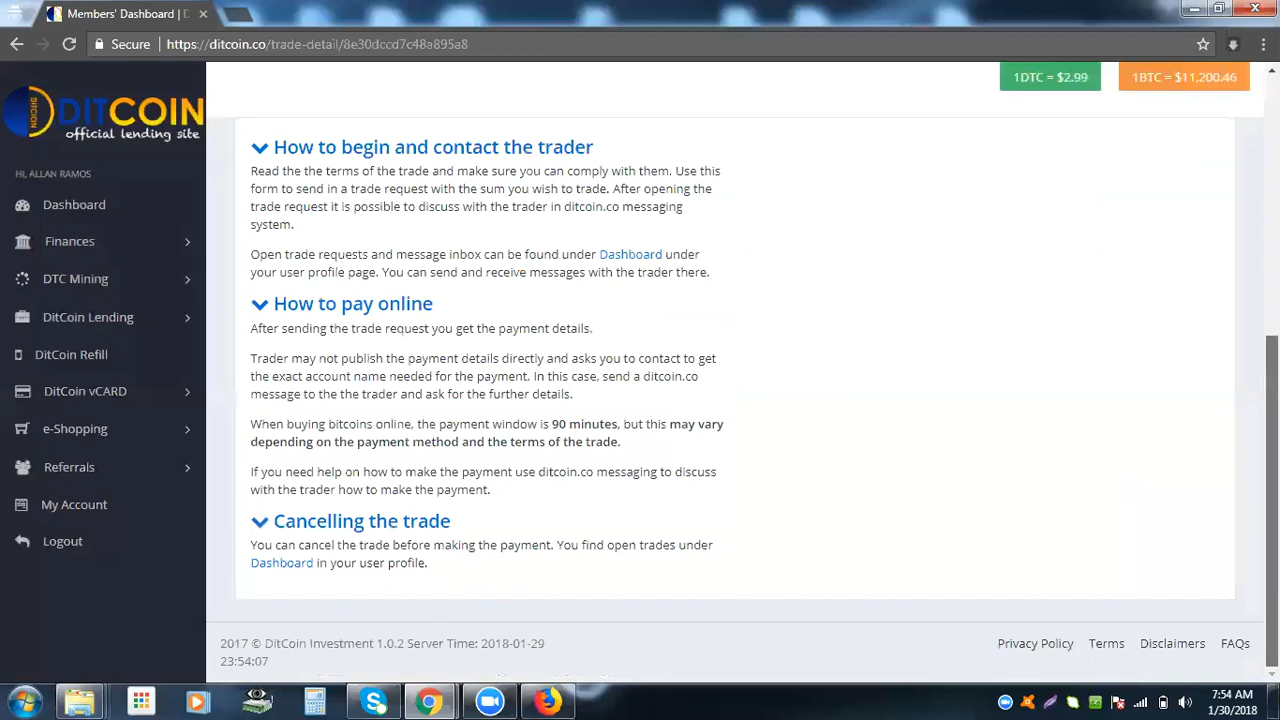 Members' Dashboard | D
Secure
https://ditcoin.co/trade-detail/8e30dccd7c48a895a8
DITCOIN
official lending site
1DTC = $2.99
1BTC = $11,200.46
HI, ALLAN RAMOS
Dashboard
Finances
DTC Mining
DitCoin Lending
DitCoin Refill
DitCoin vCARD
e-Shopping
Referrals
My Account
Logout
How to begin and contact the trader
Read the the terms of the trade and make sure you can comply with them. Use this
form to send in a trade request with the sum you wish to trade. After opening the
trade request it is possible to discuss with the trader in ditcoin.co messaging
system.
Open trade requests and message inbox can be found under Dashboard under
your user profile page. You can send and receive messages with the trader there.
How to pay online
After sending the trade request you get the payment details.
Trader may not publish the payment details directly and asks you to contact to get
the exact account name needed for the payment. In this case, send a ditcoin.co
message to the the trader and ask for the further details.
When buying bitcoins online, the payment window is 90 minutes, but this may vary
depending on the payment method and the terms of the trade.
If you need help on how to make the payment use ditcoin.co messaging to discuss
with the trader how to make the payment.
Cancelling the trade
You can cancel the trade before making the payment. You find open trades under
Dashboard in your user profile.
2017 © DitCoin Investment 1.0.2 Server Time: 2018-01-29
23:54:07
Privacy Policy
Terms
Disclaimers
FAQs
7:54 AM
1/30/2018